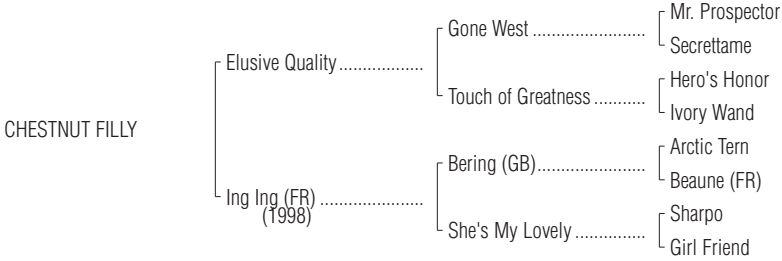 Mr. Prospector
Gone West ........................
Secrettame
Elusive Quality..................
Hero's Honor
Touch of Greatness ...........
Ivory Wand
CHESTNUT FILLY
Arctic Tern
Bering (GB).......................
Beaune (FR)
Ing Ing (FR) ......................
(1998)
Sharpo
She's My Lovely ...............
Girl Friend